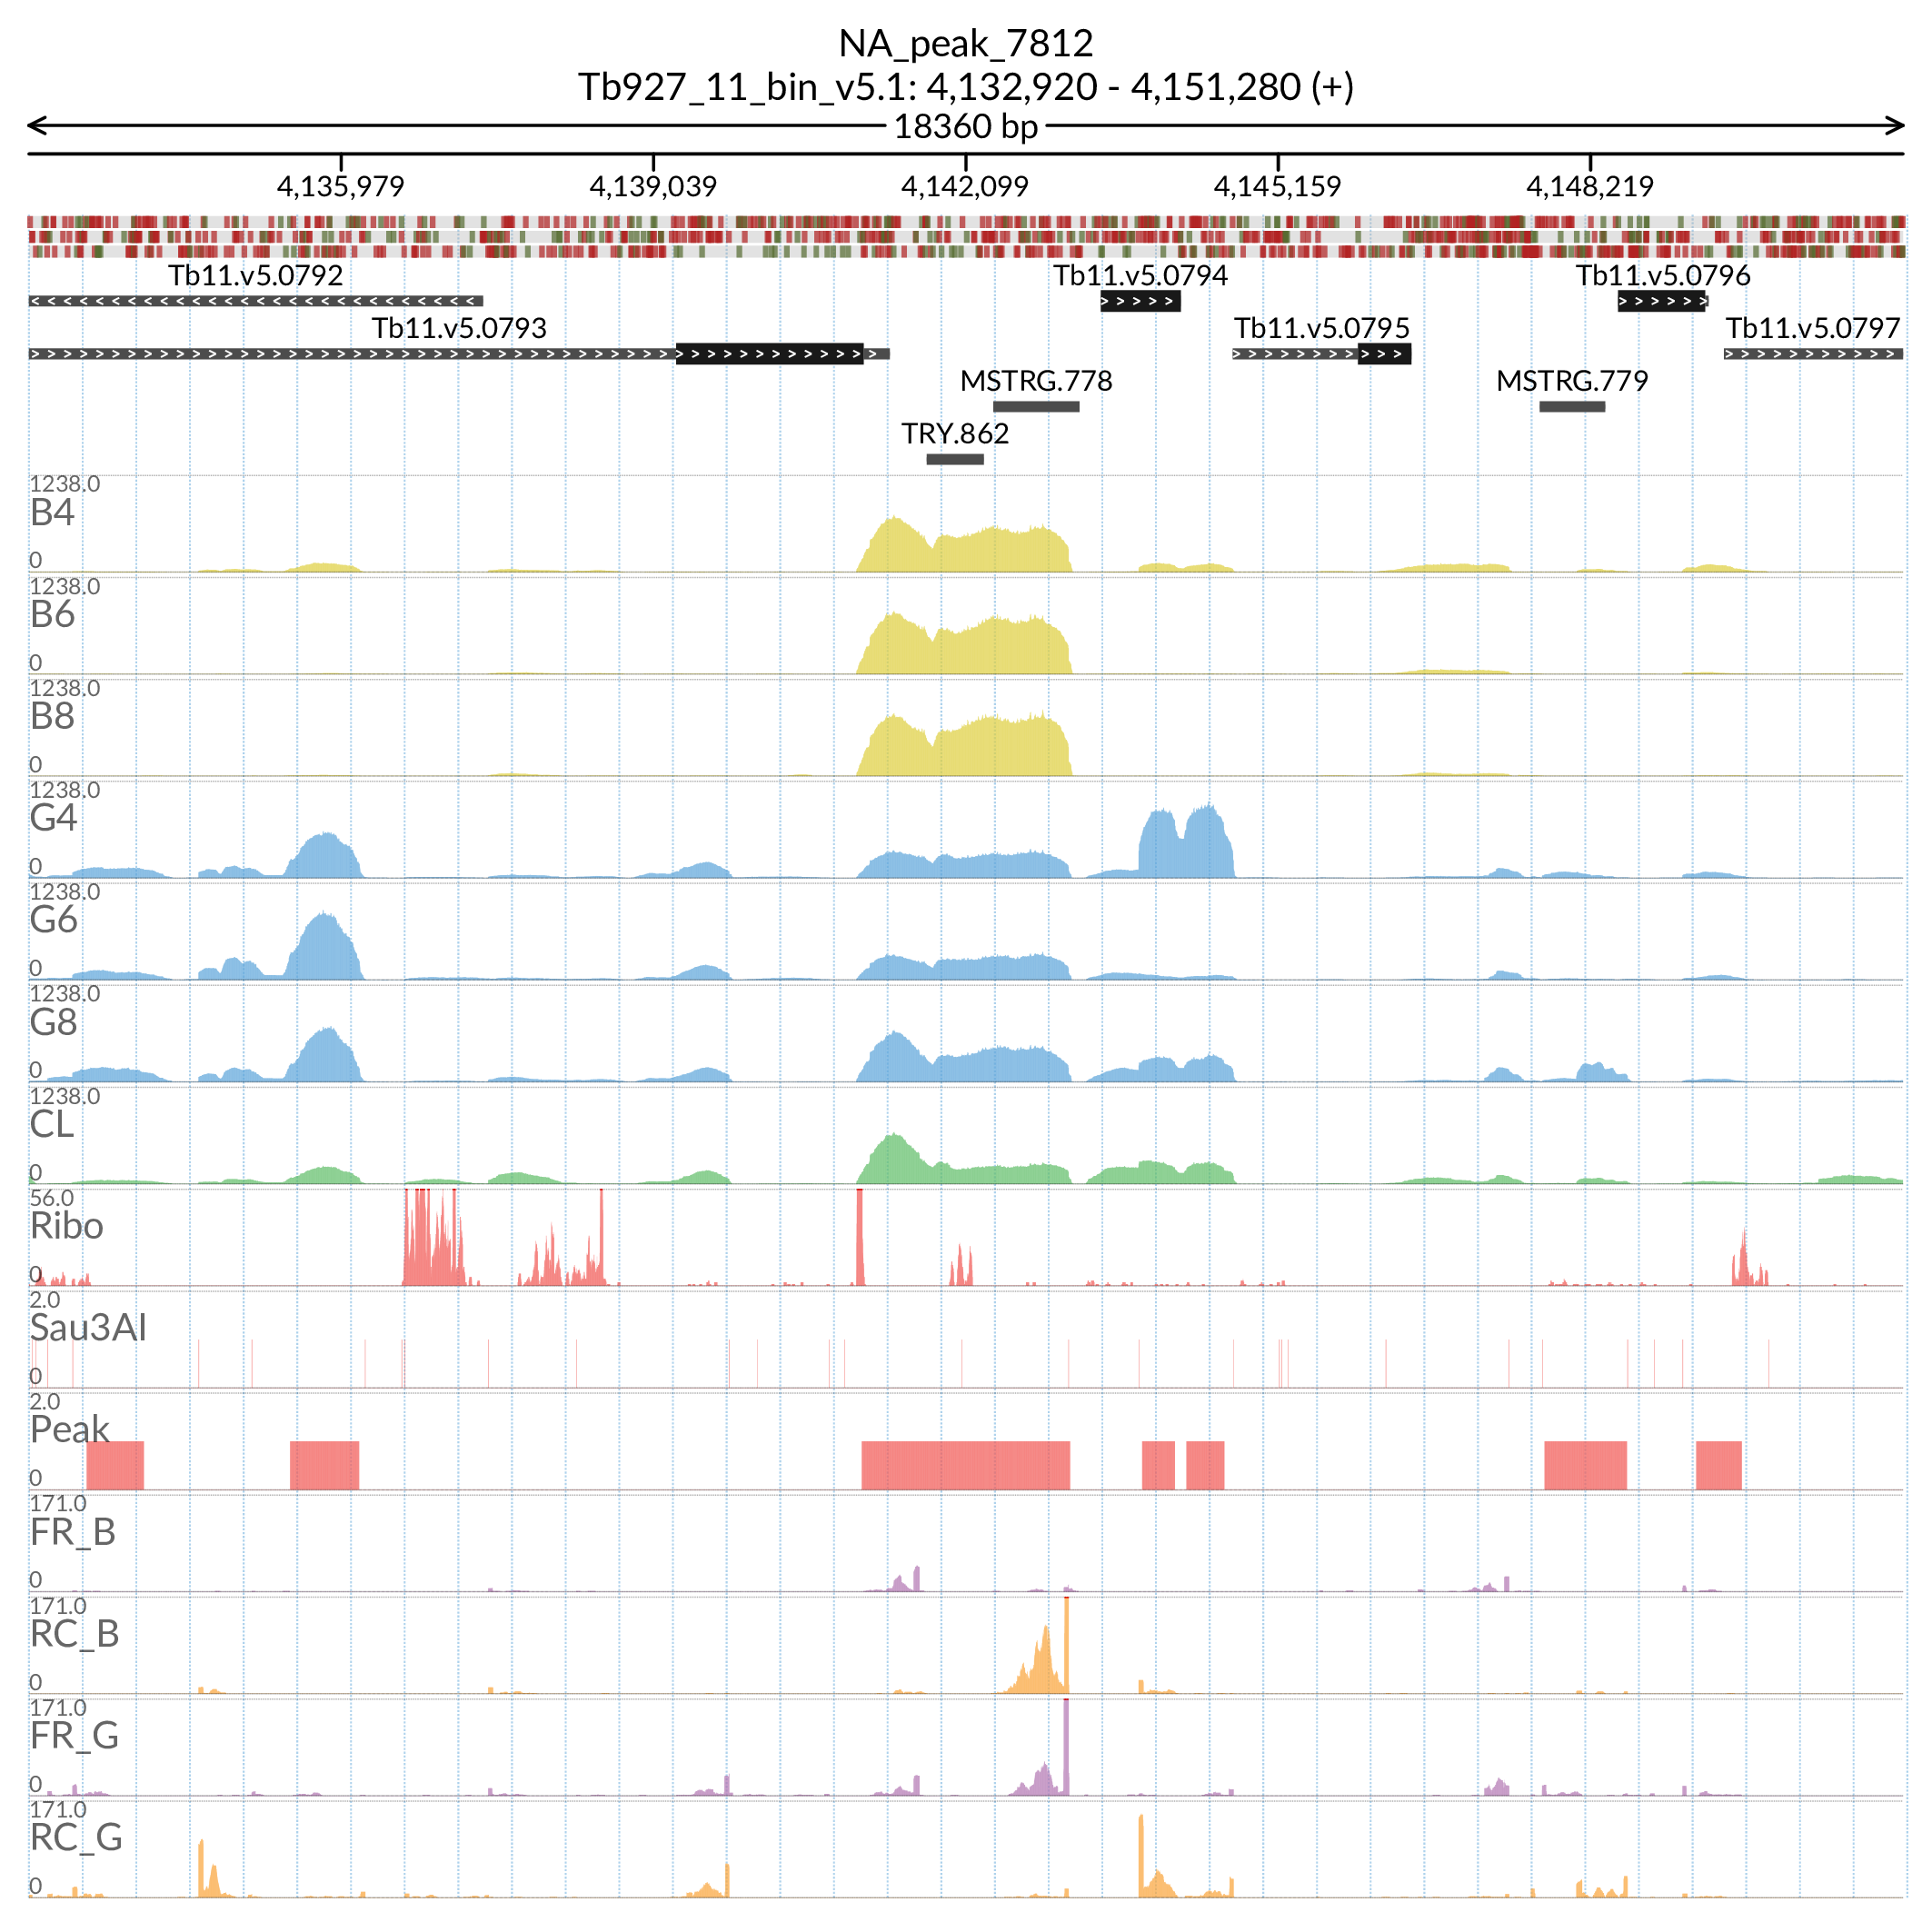 NA_peak_7812
Tb927_11_bin_v5.1: 4,132,920 - 4,151,280 (+)
18360 bp
4,135,979 4,139,039 4,142,099 4,145,159 4,148,219
Tb11.v5.0792 Tb11.v5.0794 Tb11.v5.0796
Tb11.v5.0793 Tb11.v5.0795 Tb11.v5.0797
MSTRG.778 MSTRG.779
TRY.862
1238.0
B4
0
1238.0
B6
0
1238.0
B8
0
1238.0
G4
0
1238.0
G6
0
1238.0
G8
0
1238.0
CL
0
56.0
Ribo
0
2.0
Sau3AI
0
2.0
Peak
0
171.0
FR_B
0
171.0
RC_B
0
171.0
FR_G
0
171.0
RC_G
0